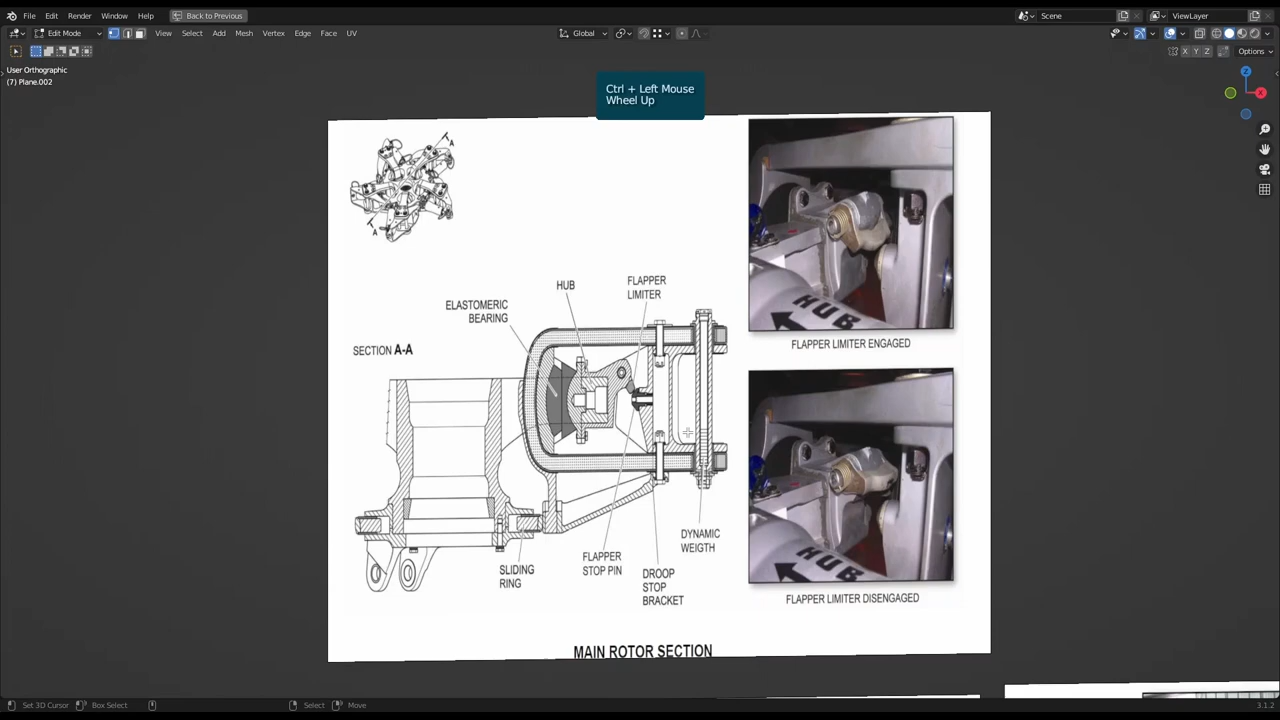 File Edit Render Window Help Back to Previous Scene ViewLayer
Edit Mode View Select Add Mesh Vertex Edge Face UV Global
X Y Z Options
User Orthographic
(7) Plane.002
Z
X
Ctrl + Left Mouse
Wheel Up
A
A
HUB
FLAPPER
LIMITER
ELASTOMERIC
BEARING
SECTION A-A
HUB
FLAPPER LIMITER ENGAGED
DYNAMIC
WEIGTH
FLAPPER
STOP PIN
SLIDING
RING
DROOP
STOP
BRACKET
HUB
FLAPPER LIMITER DISENGAGED
MAIN ROTOR SECTION
Set 3D Cursor Box Select Select Move 3.1.2